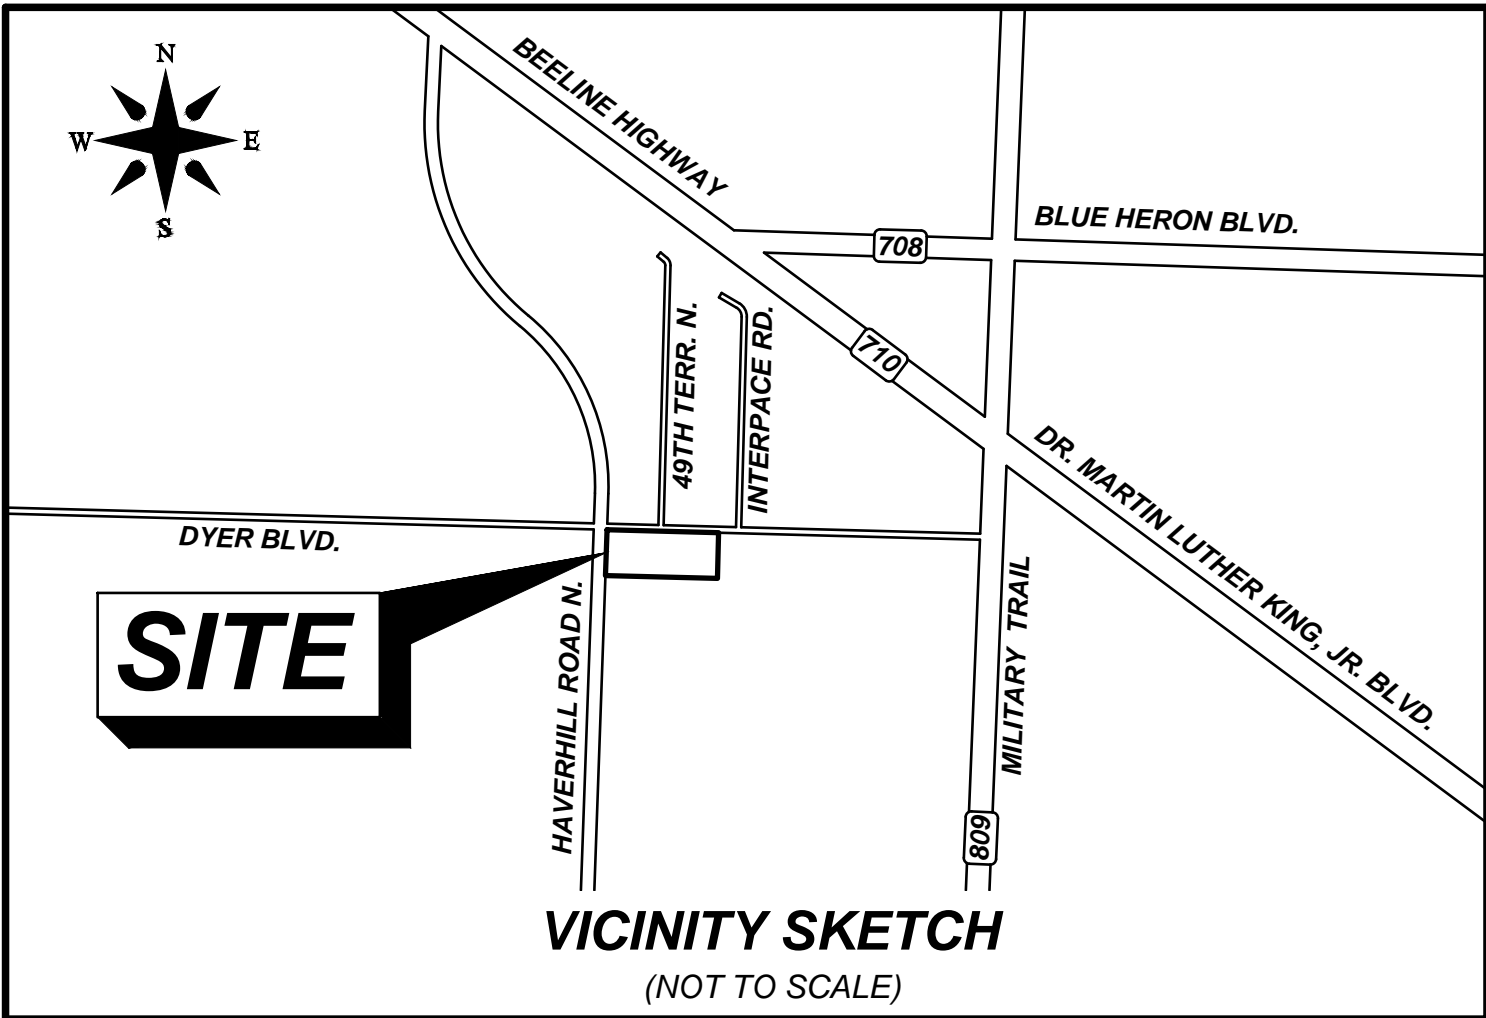 N
W E
S
BEELINE HIGHWAY
BLUE HERON BLVD.
708
49TH TERR. N.
INTERPACE RD.
710
DYER BLVD.
DR. MARTIN LUTHER KING, JR. BLVD.
SITE
HAVERHILL ROAD N.
MILITARY TRAIL
809
VICINITY SKETCH
(NOT TO SCALE)